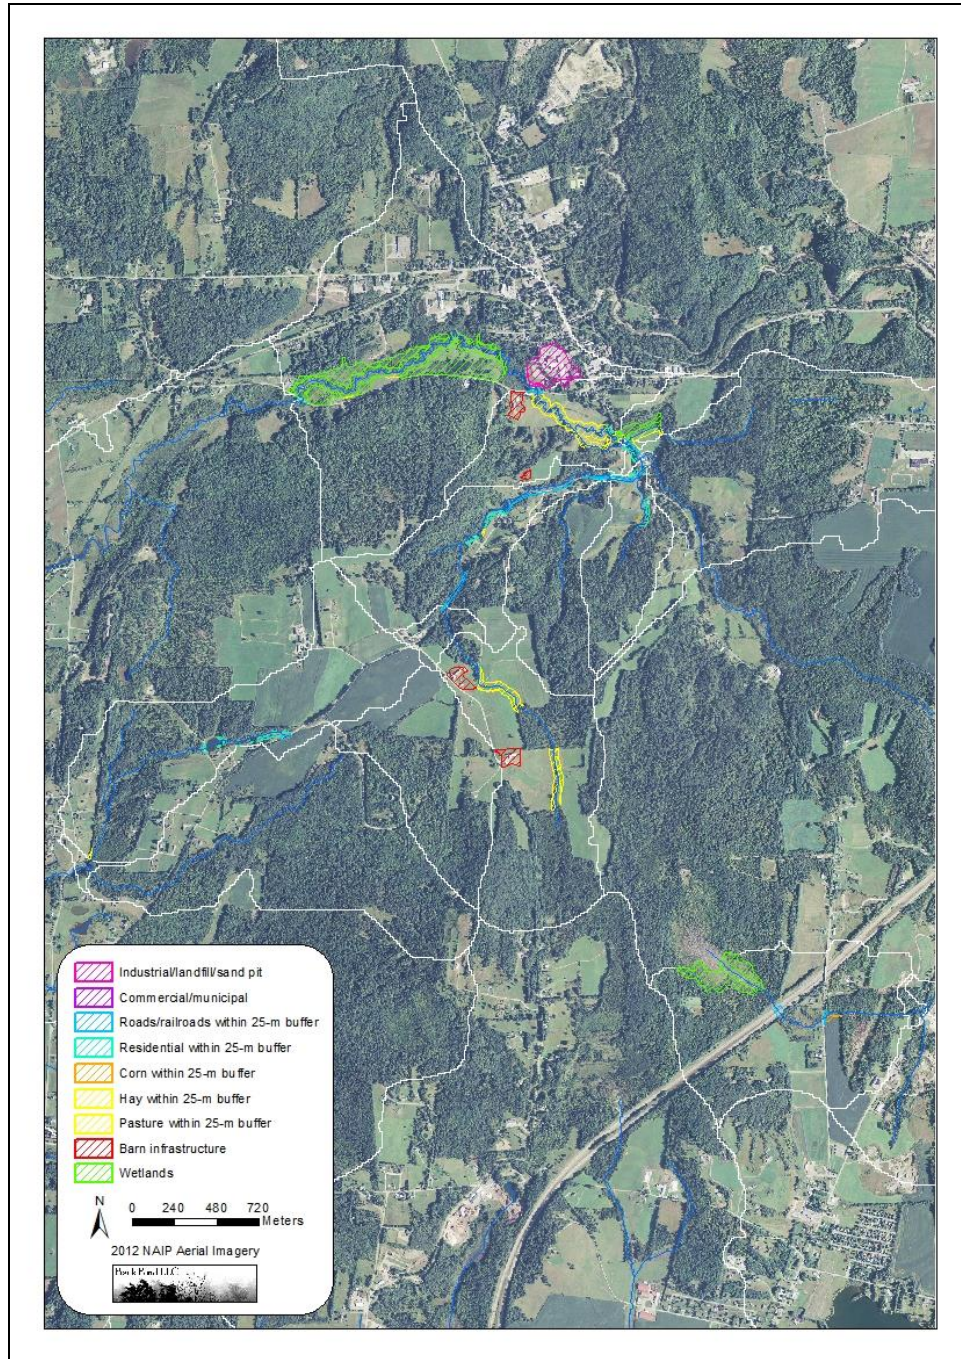 Industrial/landfill/sand pit
Commercial/municipal
Roads/railroads within 25-m buffer
Residential within 25-m buffer
Corn within 25-m buffer
Hay within 25-m buffer
Pasture within 25-m buffer
Barn infrastructure
Wetlands
N
0 240 480 720
Meters
2012 NAIP Aerial Imagery
LLC